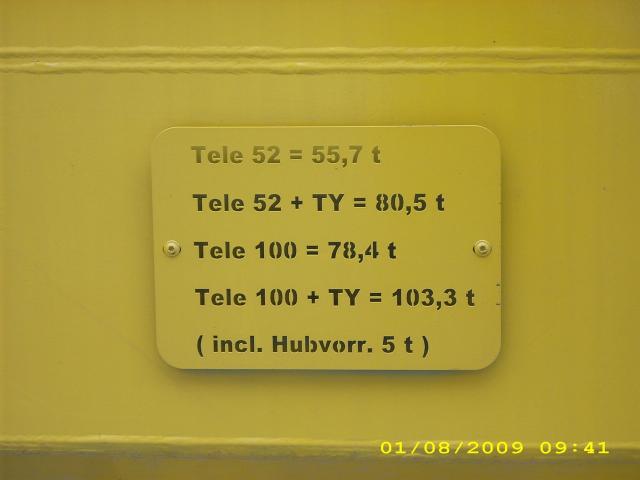 Tele 52 = 55,7 t
Tele 52 + TY = 80,5 t
Tele 100 = 78,4 t
Tele 100 + TY = 103,3 t
( incl. Hubvorr. 5 t )
01/08/2009 09:41